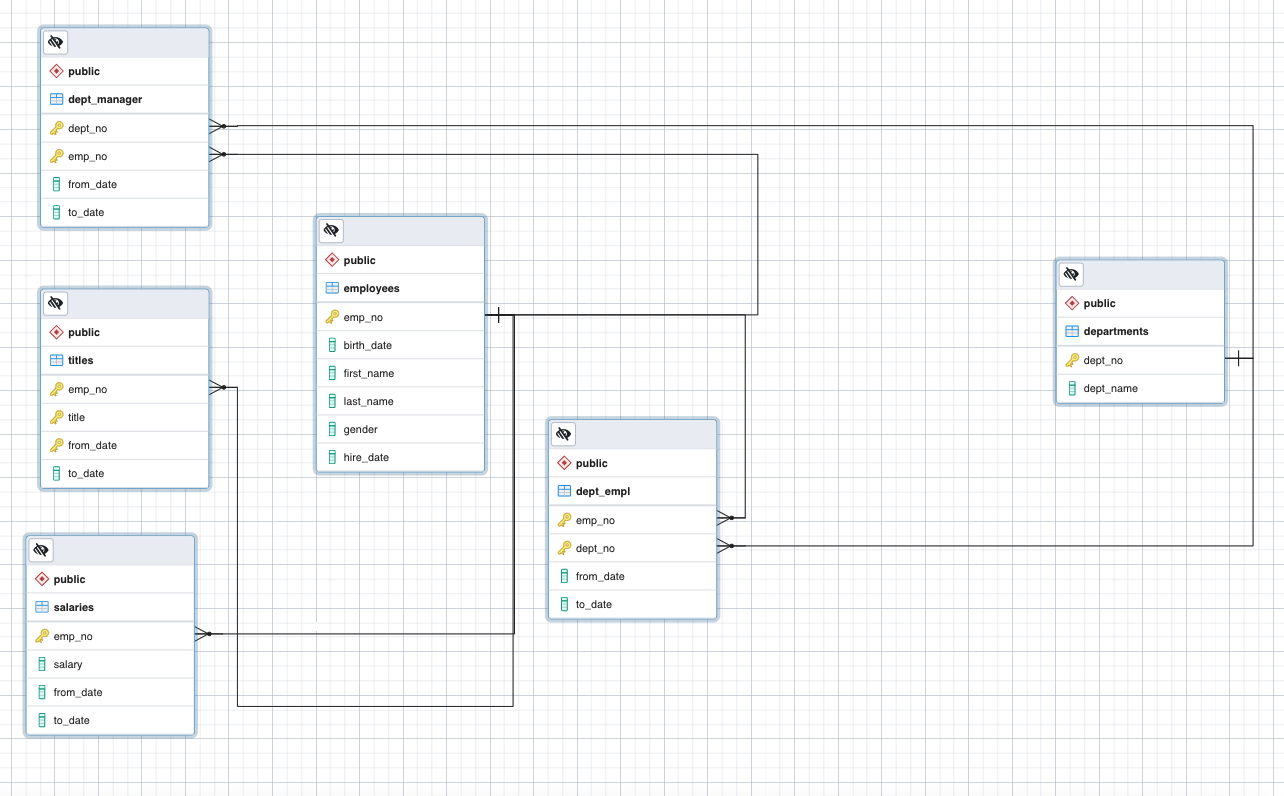 public
dept_manager
dept_no
emp_no
from_date
to_date
public
titles
emp_no
title
from_date
to_date
public
salaries
emp_no
salary
from_date
to_date
public
employees
emp_no
birth_date
first_name
last_name
gender
hire_date
public
dept_empl
emp_no
dept_no
from_date
to_date
public
departments
dept_no
dept_name